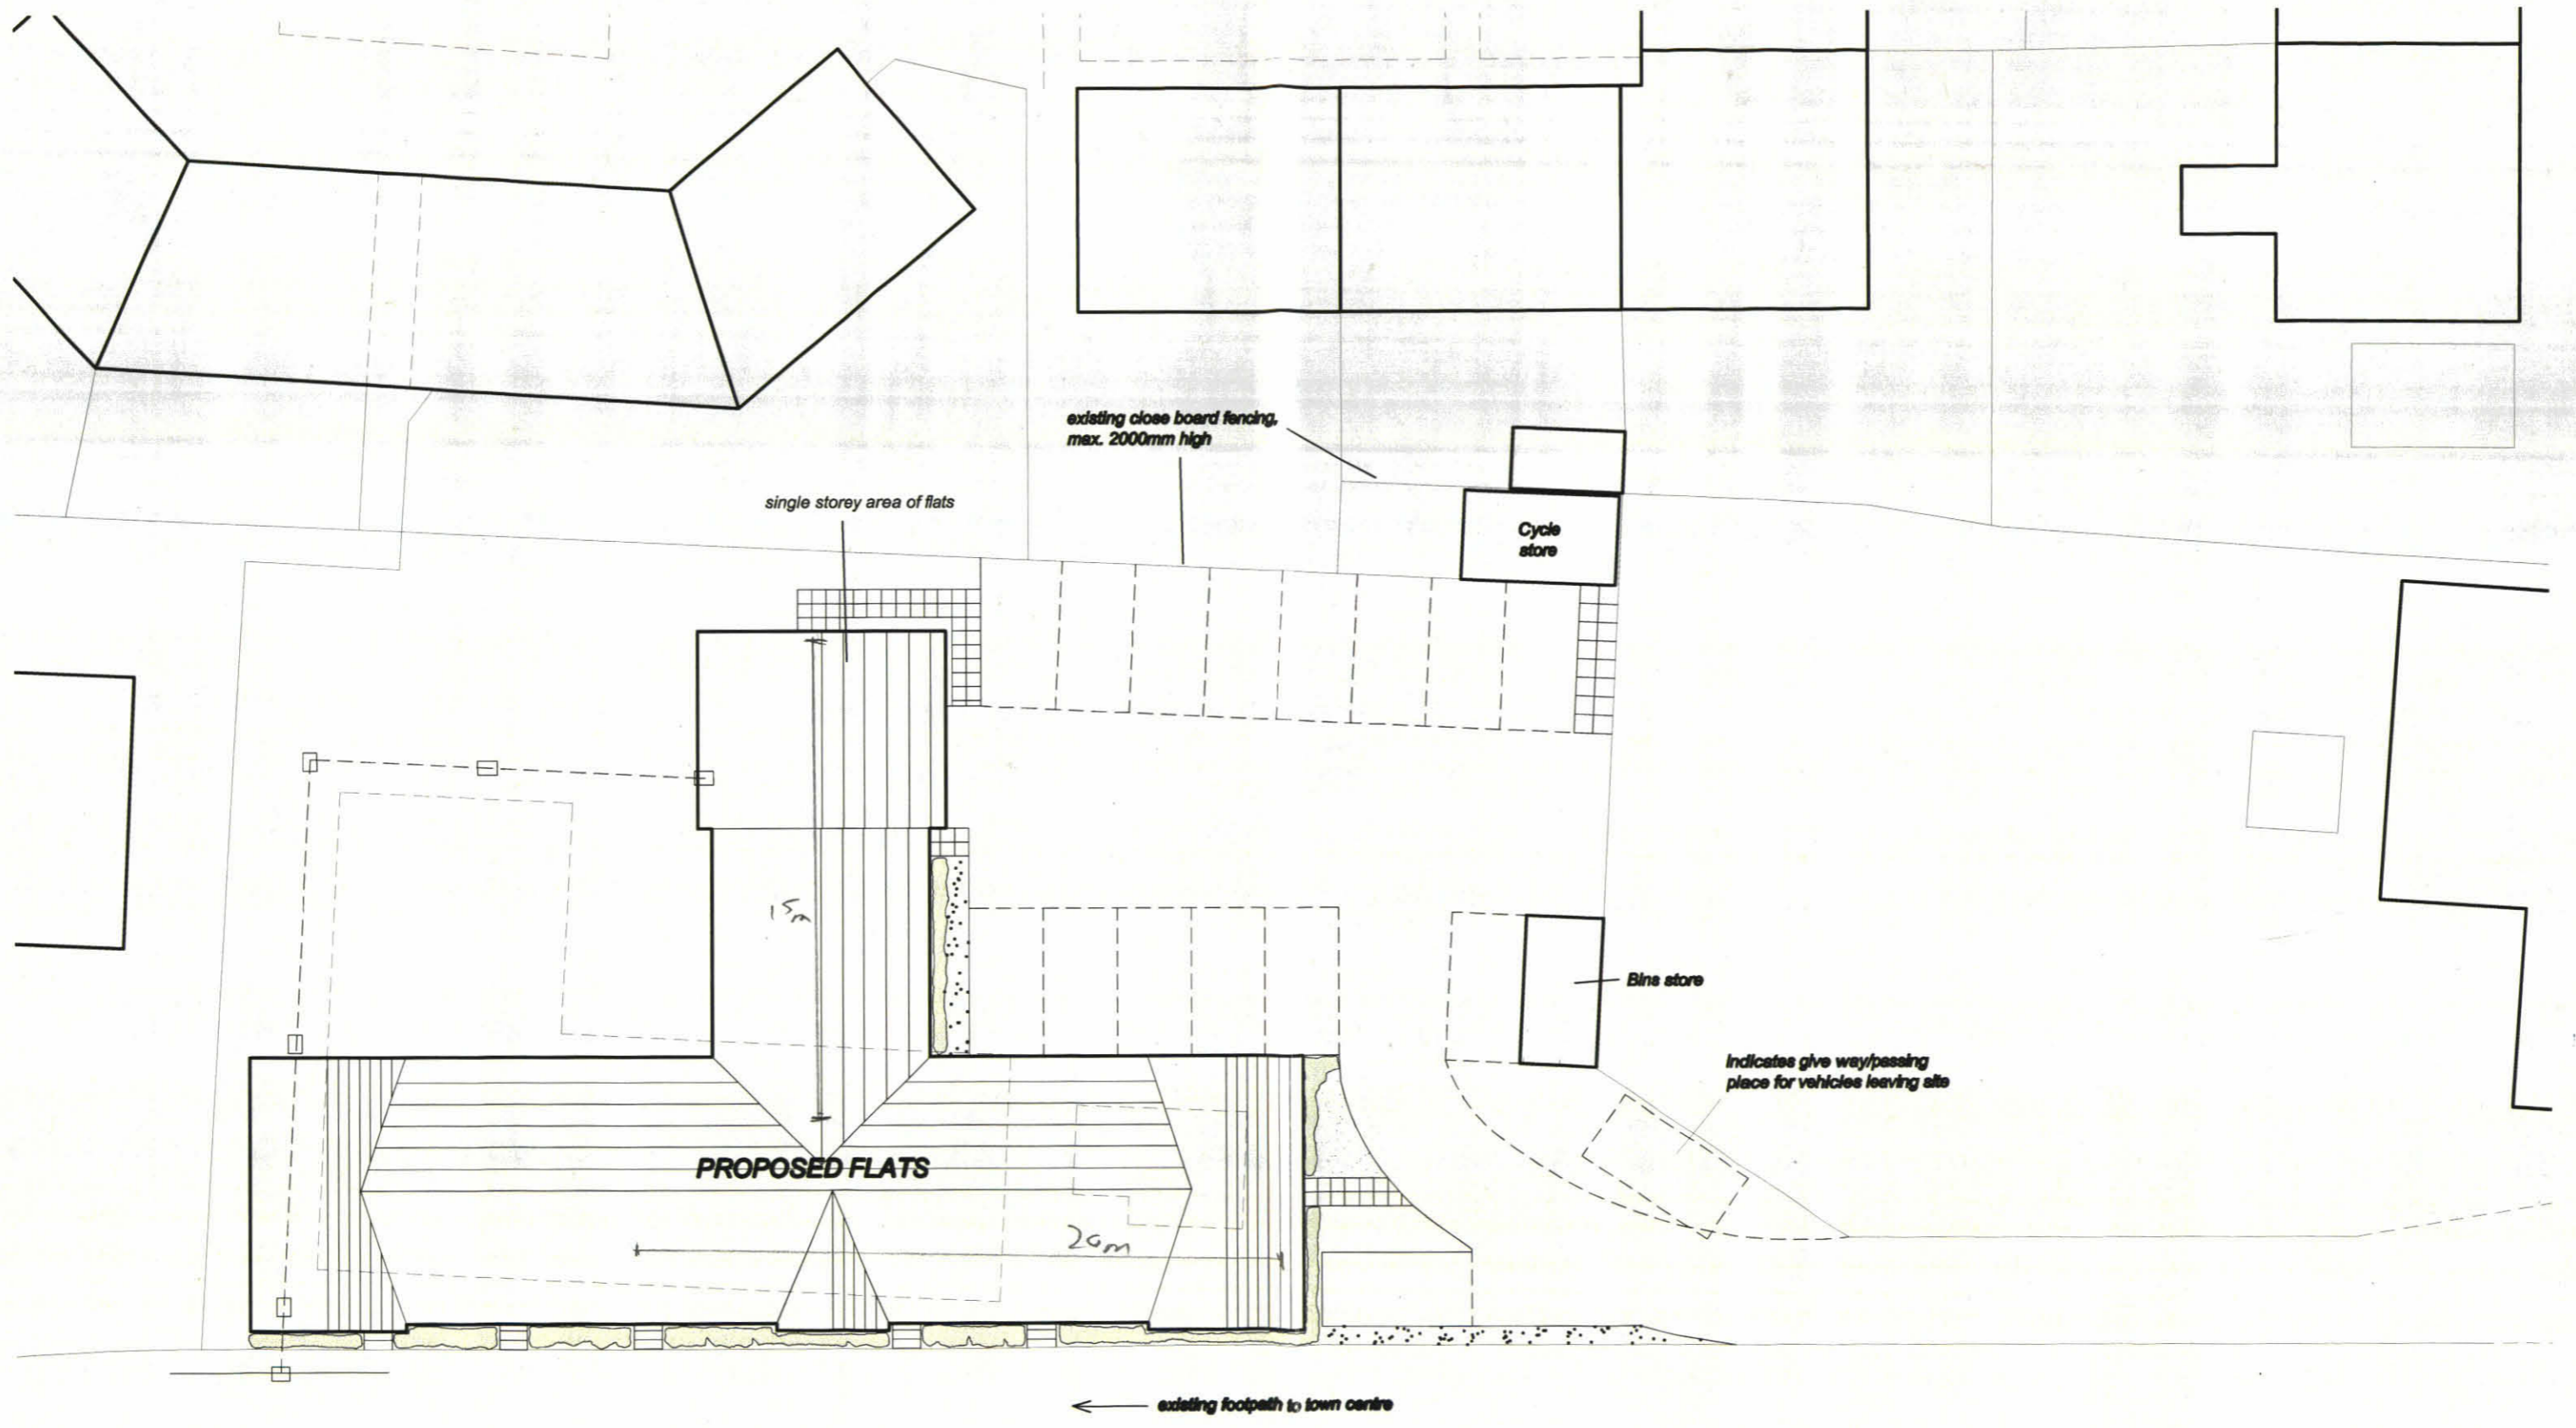 existing close board fencing,
max. 2000mm high
single storey area of flats
Cycle
store
15m
Bins store
indicates give way/passing
place for vehicles leaving site
PROPOSED FLATS
20m
existing footpath to town centre